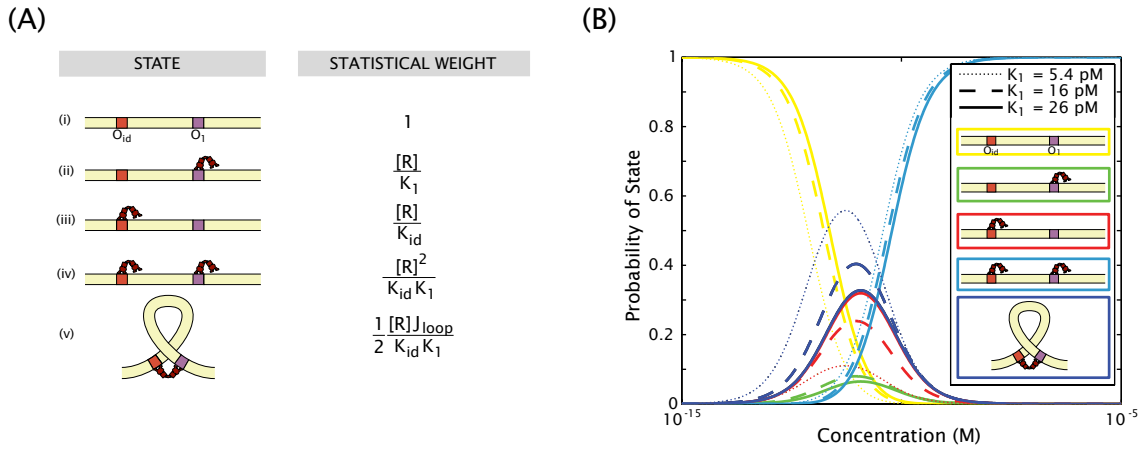 (A)
STATE
STATISTICAL WEIGHT
(i)
O_id
O_1
1
(ii)
[R]
K_1
(iii)
[R]
K_id
(iv)
[R]^2
K_id K_1
(v)
1 [R]J_loop
2 K_id K_1
(B)
Probability of State
1
0.8
0.6
0.4
0.2
0
10^-15
10^-5
Concentration (M)
K_1 = 5.4 pM
K_1 = 16 pM
K_1 = 26 pM
O_id
O_1